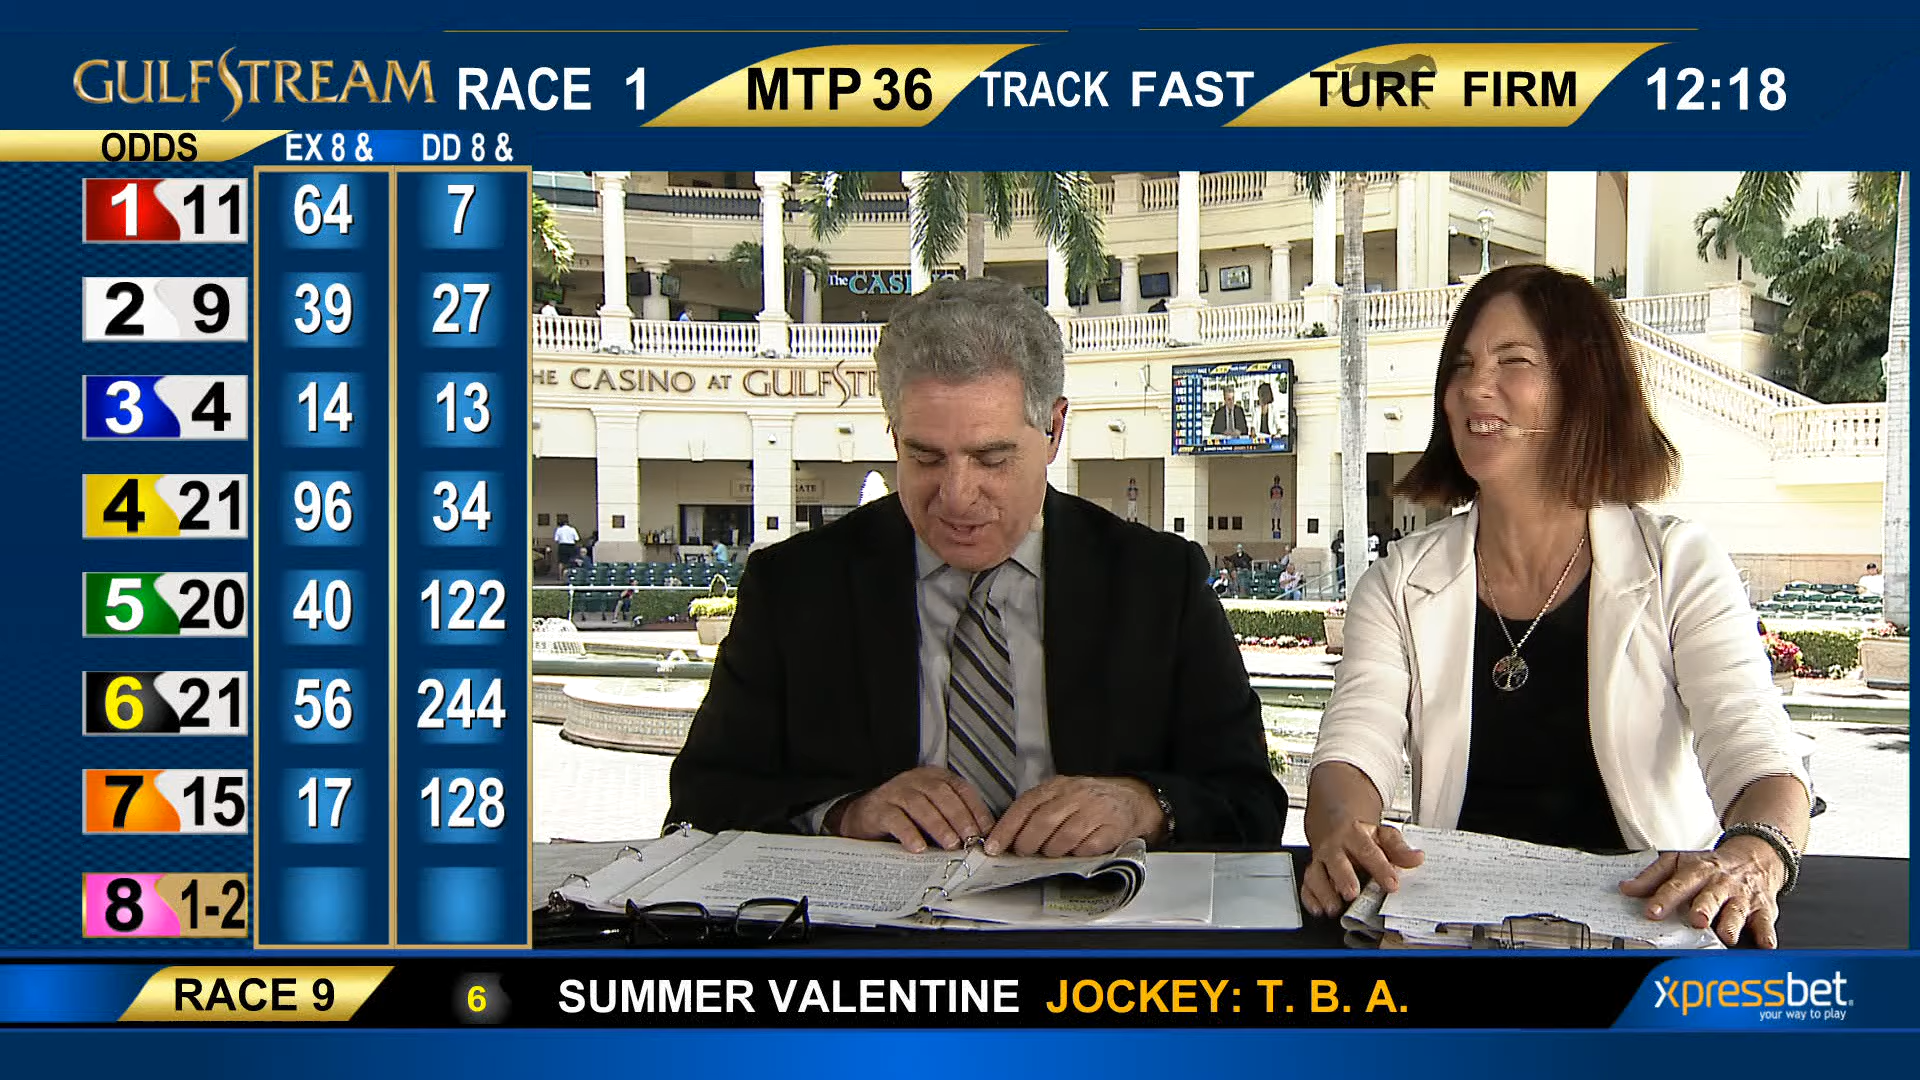 GULFSTREAM RACE 1 MTP 36 TRACK FAST TURF FIRM 12:18
ODDS EX 8 & DD 8 &
1 11 64 7
2 9 39 27
3 4 14 13
4 21 96 34
5 20 40 122
6 21 56 244
7 15 17 128
8 1-2
The CASI
HE CASINO AT GULFST
RACE 9 6 SUMMER VALENTINE JOCKEY: T. B. A.
xpressbet.
your way to play